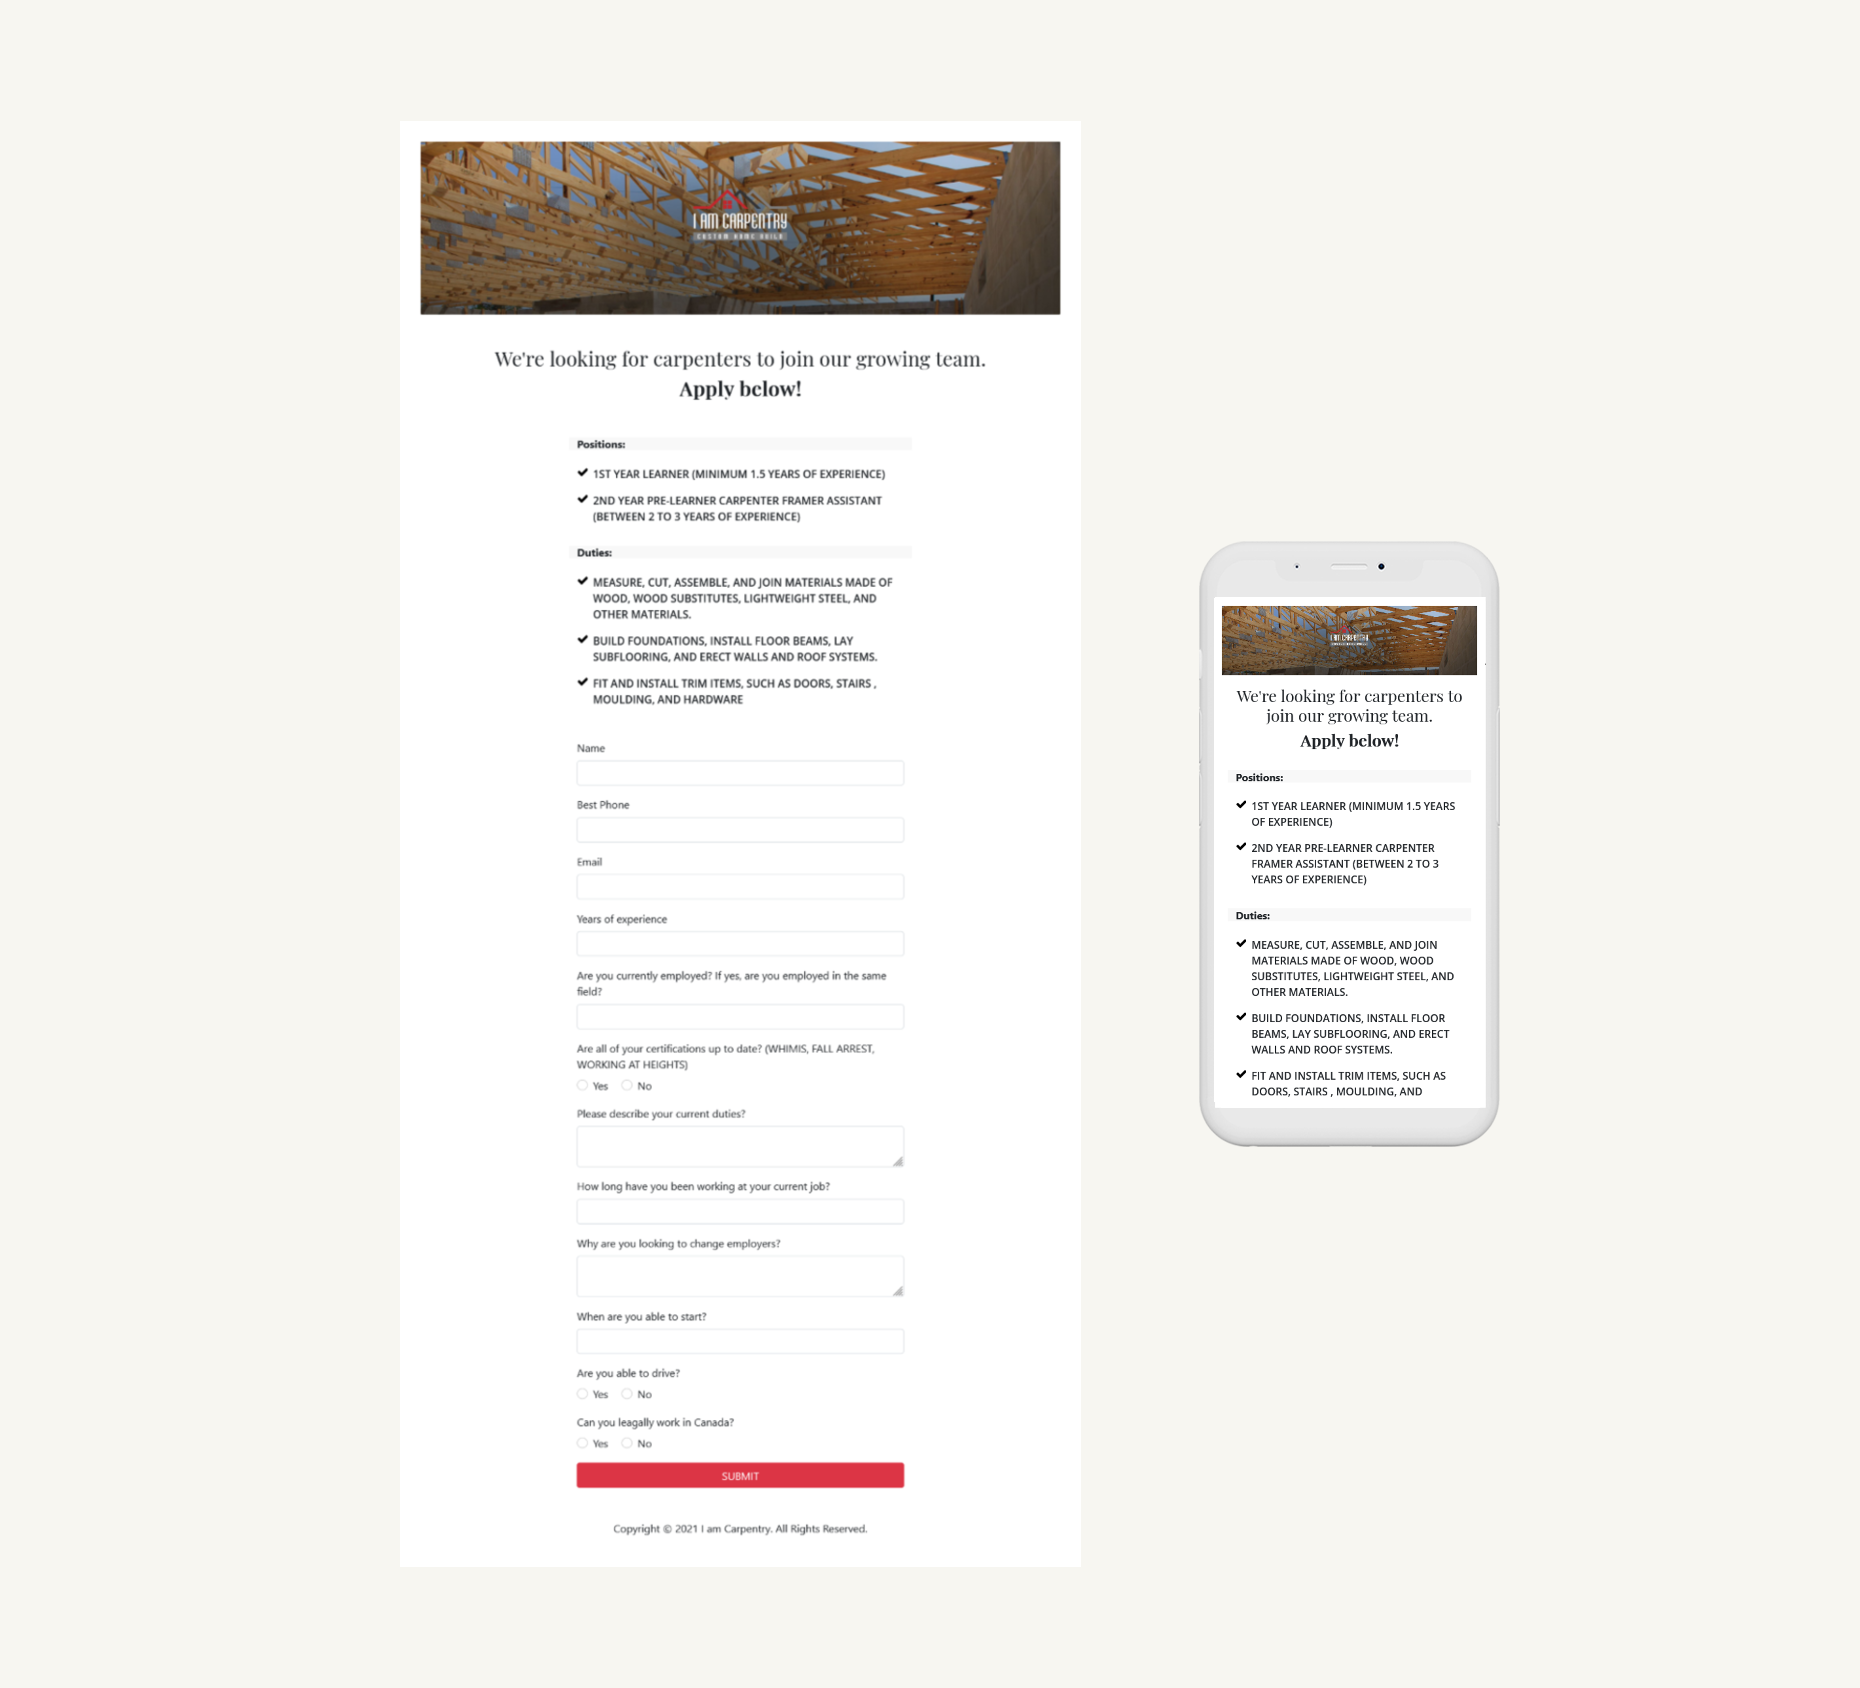 I AM CARPENTRY
CUSTOM HOME BUILD
We're looking for carpenters to join our growing team.
Apply below!
Positions:
1ST YEAR LEARNER (MINIMUM 1.5 YEARS OF EXPERIENCE)
2ND YEAR PRE-LEARNER CARPENTER FRAMER ASSISTANT
(BETWEEN 2 TO 3 YEARS OF EXPERIENCE)
Duties:
MEASURE, CUT, ASSEMBLE, AND JOIN MATERIALS MADE OF
WOOD, WOOD SUBSTITUTES, LIGHTWEIGHT STEEL, AND
OTHER MATERIALS.
BUILD FOUNDATIONS, INSTALL FLOOR BEAMS, LAY
SUBFLOORING, AND ERECT WALLS AND ROOF SYSTEMS.
FIT AND INSTALL TRIM ITEMS, SUCH AS DOORS, STAIRS ,
MOULDING, AND HARDWARE
Name
Best Phone
Email
Years of experience
Are you currently employed? If yes, are you employed in the same
field?
Are all of your certifications up to date? (WHIMIS, FALL ARREST,
WORKING AT HEIGHTS)
Yes No
Please describe your current duties?
How long have you been working at your current job?
Why are you looking to change employers?
When are you able to start?
Are you able to drive?
Yes No
Can you leagally work in Canada?
Yes No
SUBMIT
Copyright © 2021 I am Carpentry. All Rights Reserved.
I AM CARPENTRY
We're looking for carpenters to
join our growing team.
Apply below!
Positions:
1ST YEAR LEARNER (MINIMUM 1.5 YEARS
OF EXPERIENCE)
2ND YEAR PRE-LEARNER CARPENTER
FRAMER ASSISTANT (BETWEEN 2 TO 3
YEARS OF EXPERIENCE)
Duties:
MEASURE, CUT, ASSEMBLE, AND JOIN
MATERIALS MADE OF WOOD, WOOD
SUBSTITUTES, LIGHTWEIGHT STEEL, AND
OTHER MATERIALS.
BUILD FOUNDATIONS, INSTALL FLOOR
BEAMS, LAY SUBFLOORING, AND ERECT
WALLS AND ROOF SYSTEMS.
FIT AND INSTALL TRIM ITEMS, SUCH AS
DOORS, STAIRS , MOULDING, AND